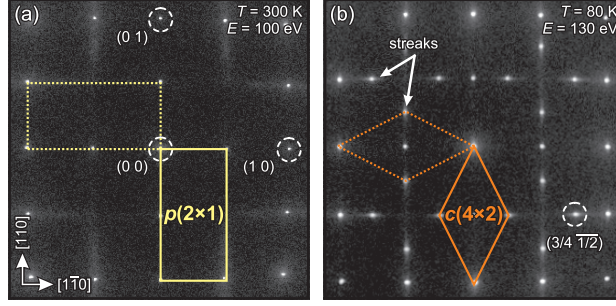 (a)
T = 300 K
E = 100 eV
(0 1)
(0 0)
(1 0)
p(2×1)
[110]
[11̄0]
(b)
T = 80 K
E = 130 eV
streaks
c(4×2)
(3/4 1̅/̅2̅)